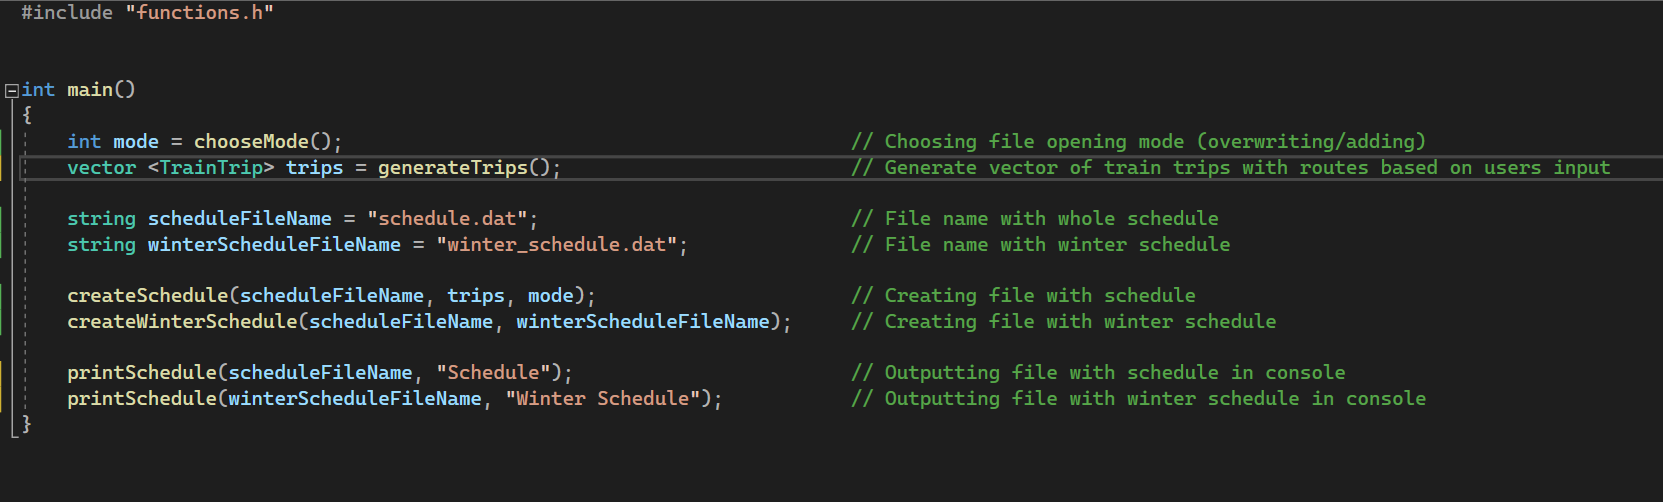 #include "functions.h"
int main()
{
int mode = chooseMode(); // Choosing file opening mode (overwriting/adding)
vector <TrainTrip> trips = generateTrips(); // Generate vector of train trips with routes based on users input
string scheduleFileName = "schedule.dat"; // File name with whole schedule
string winterScheduleFileName = "winter_schedule.dat"; // File name with winter schedule
createSchedule(scheduleFileName, trips, mode); // Creating file with schedule
createWinterSchedule(scheduleFileName, winterScheduleFileName); // Creating file with winter schedule
printSchedule(scheduleFileName, "Schedule"); // Outputting file with schedule in console
printSchedule(winterScheduleFileName, "Winter Schedule"); // Outputting file with winter schedule in console
}